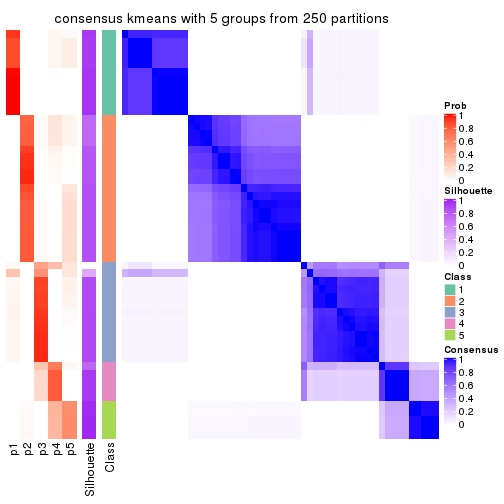 consensus kmeans with 5 groups from 250 partitions
Prob
1
0.8
0.6
0.4
0.2
0
Silhouette
1
0.8
0.6
0.4
0.2
0
Class
1
2
3
4
5
Consensus
1
0.8
0.6
0.4
0.2
0
p1
p2
p3
p4
p5
Silhouette
Class